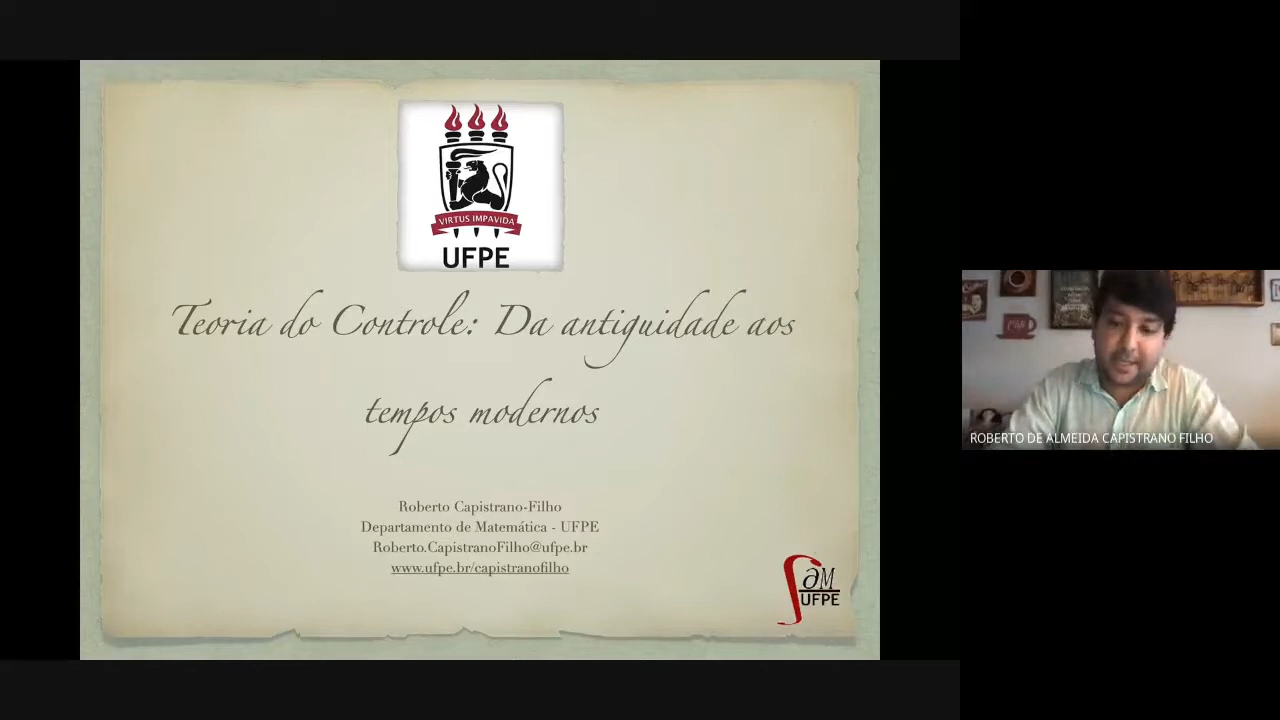 VIRTUS IMPAVIDA
UFPE
Teoria do Controle: Da antiguidade aos
tempos modernos
Roberto Capistrano-Filho
Departamento de Matemática - UFPE
Roberto.CapistranoFilho@ufpe.br
www.ufpe.br/capistranofilho
∂M
UFPE
ROBERTO DE ALMEIDA CAPISTRANO FILHO